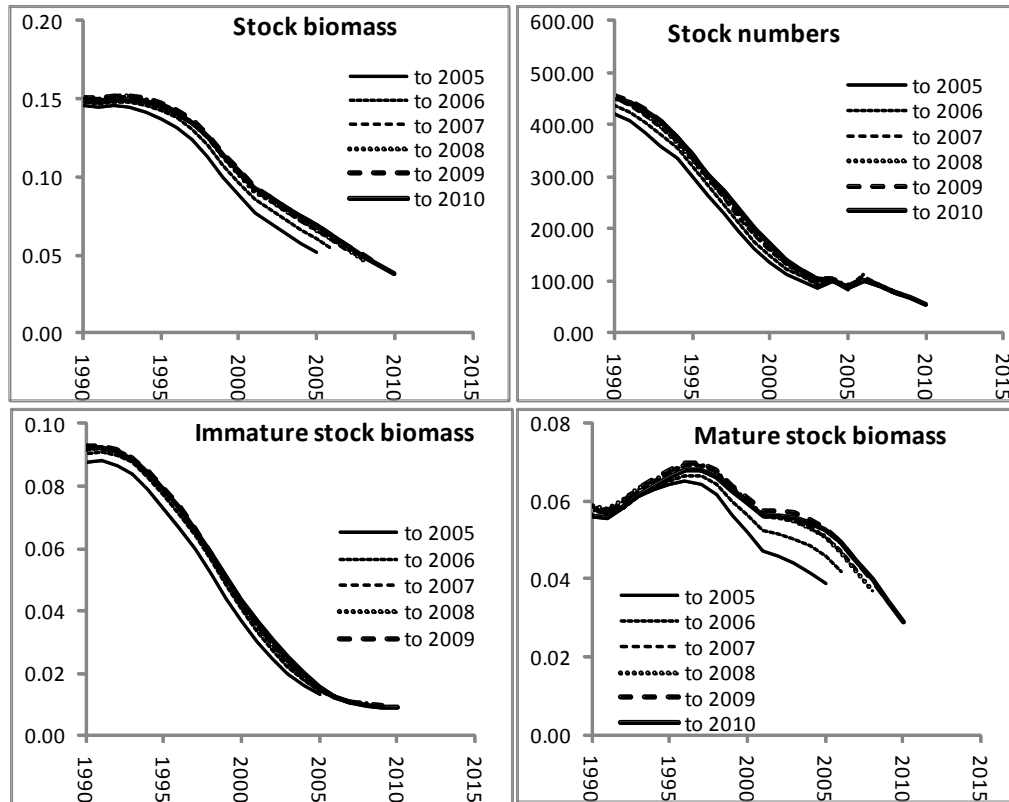 Stock biomass
0.20
0.15
0.10
0.05
0.00
to 2005
to 2006
to 2007
to 2008
to 2009
to 2010
1990
1995
2000
2005
2010
2015
Stock numbers
600.00
500.00
400.00
300.00
200.00
100.00
0.00
to 2005
to 2006
to 2007
to 2008
to 2009
to 2010
1990
1995
2000
2005
2010
2015
Immature stock biomass
0.10
0.08
0.06
0.04
0.02
0.00
to 2005
to 2006
to 2007
to 2008
to 2009
1990
1995
2000
2005
2010
2015
Mature stock biomass
0.08
0.06
0.04
0.02
0.00
to 2005
to 2006
to 2007
to 2008
to 2009
to 2010
1990
1995
2000
2005
2010
2015